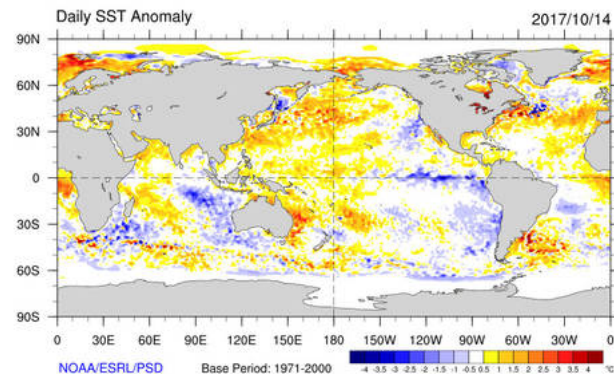 Daily SST Anomaly 2017/10/14
90N
60N
30N
0
30S
60S
90S
0 30E 60E 90E 120E 150E 180 150W 120W 90W 60W 30W 0
NOAA/ESRL/PSD Base Period: 1971-2000
-4 -3.5 -3 -2.5 -2 -1.5 -1 -0.5 0.5 1 1.5 2 2.5 3 3.5 4 °C